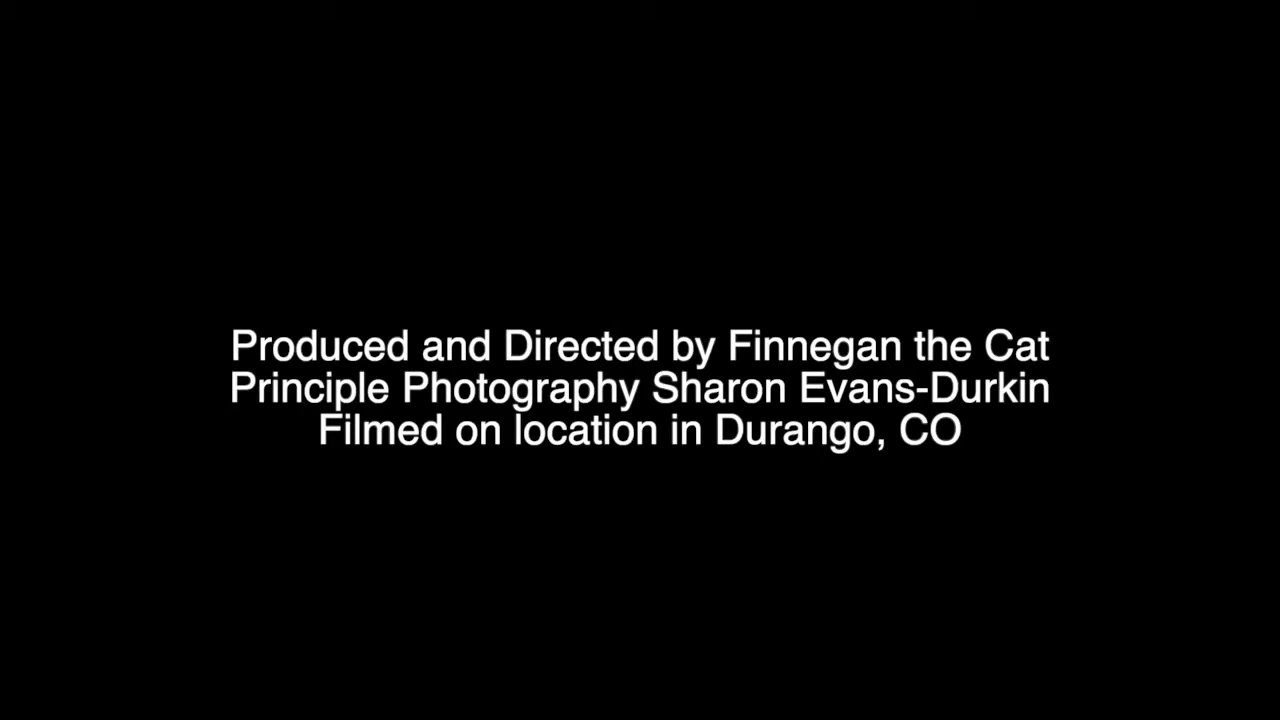 Produced and Directed by Finnegan the Cat
Principle Photography Sharon Evans-Durkin
Filmed on location in Durango, CO